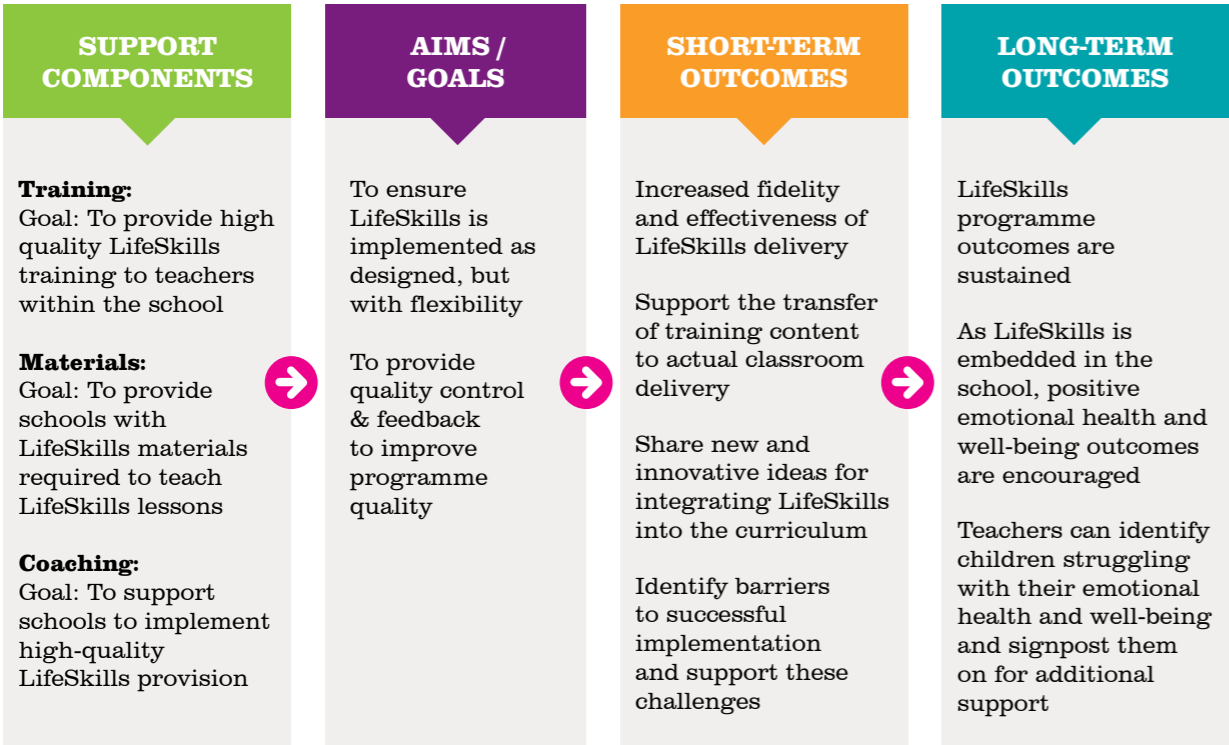 SUPPORT
COMPONENTS
Training:
Goal: To provide high
quality LifeSkills
training to teachers
within the school
Materials:
Goal: To provide
schools with
LifeSkills materials
required to teach
LifeSkills lessons
Coaching:
Goal: To support
schools to implement
high-quality
LifeSkills provision
AIMS /
GOALS
To ensure
LifeSkills is
implemented as
designed, but
with flexibility
To provide
quality control
& feedback
to improve
programme
quality
SHORT-TERM
OUTCOMES
Increased fidelity
and effectiveness of
LifeSkills delivery
Support the transfer
of training content
to actual classroom
delivery
Share new and
innovative ideas for
integrating LifeSkills
into the curriculum
Identify barriers
to successful
implementation
and support these
challenges
LONG-TERM
OUTCOMES
LifeSkills
programme
outcomes are
sustained
As LifeSkills is
embedded in the
school, positive
emotional health and
well-being outcomes
are encouraged
Teachers can identify
children struggling
with their emotional
health and well-being
and signpost them
on for additional
support